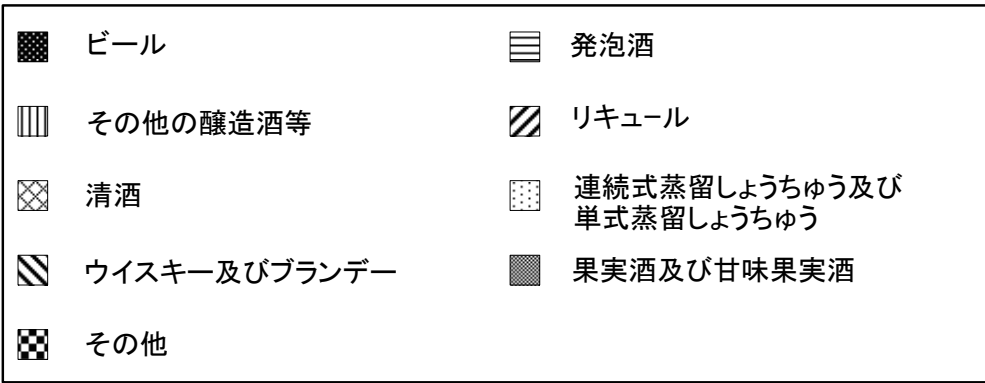 ビール
発泡酒
その他の醸造酒等
リキュール
清酒
連続式蒸留しょうちゅう及び
単式蒸留しょうちゅう
ウイスキー及びブランデー
果実酒及び甘味果実酒
その他